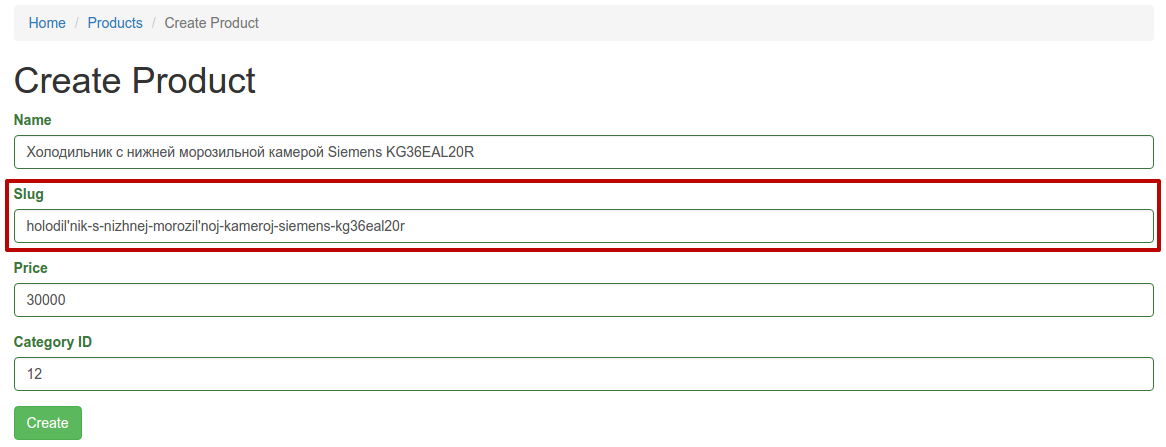 Home / Products / Create Product
Create Product
Name
Холодильник с нижней морозильной камерой Siemens KG36EAL20R
Slug
holodil'nik-s-nizhnej-morozil'noj-kameroj-siemens-kg36eal20r
Price
30000
Category ID
12
Create